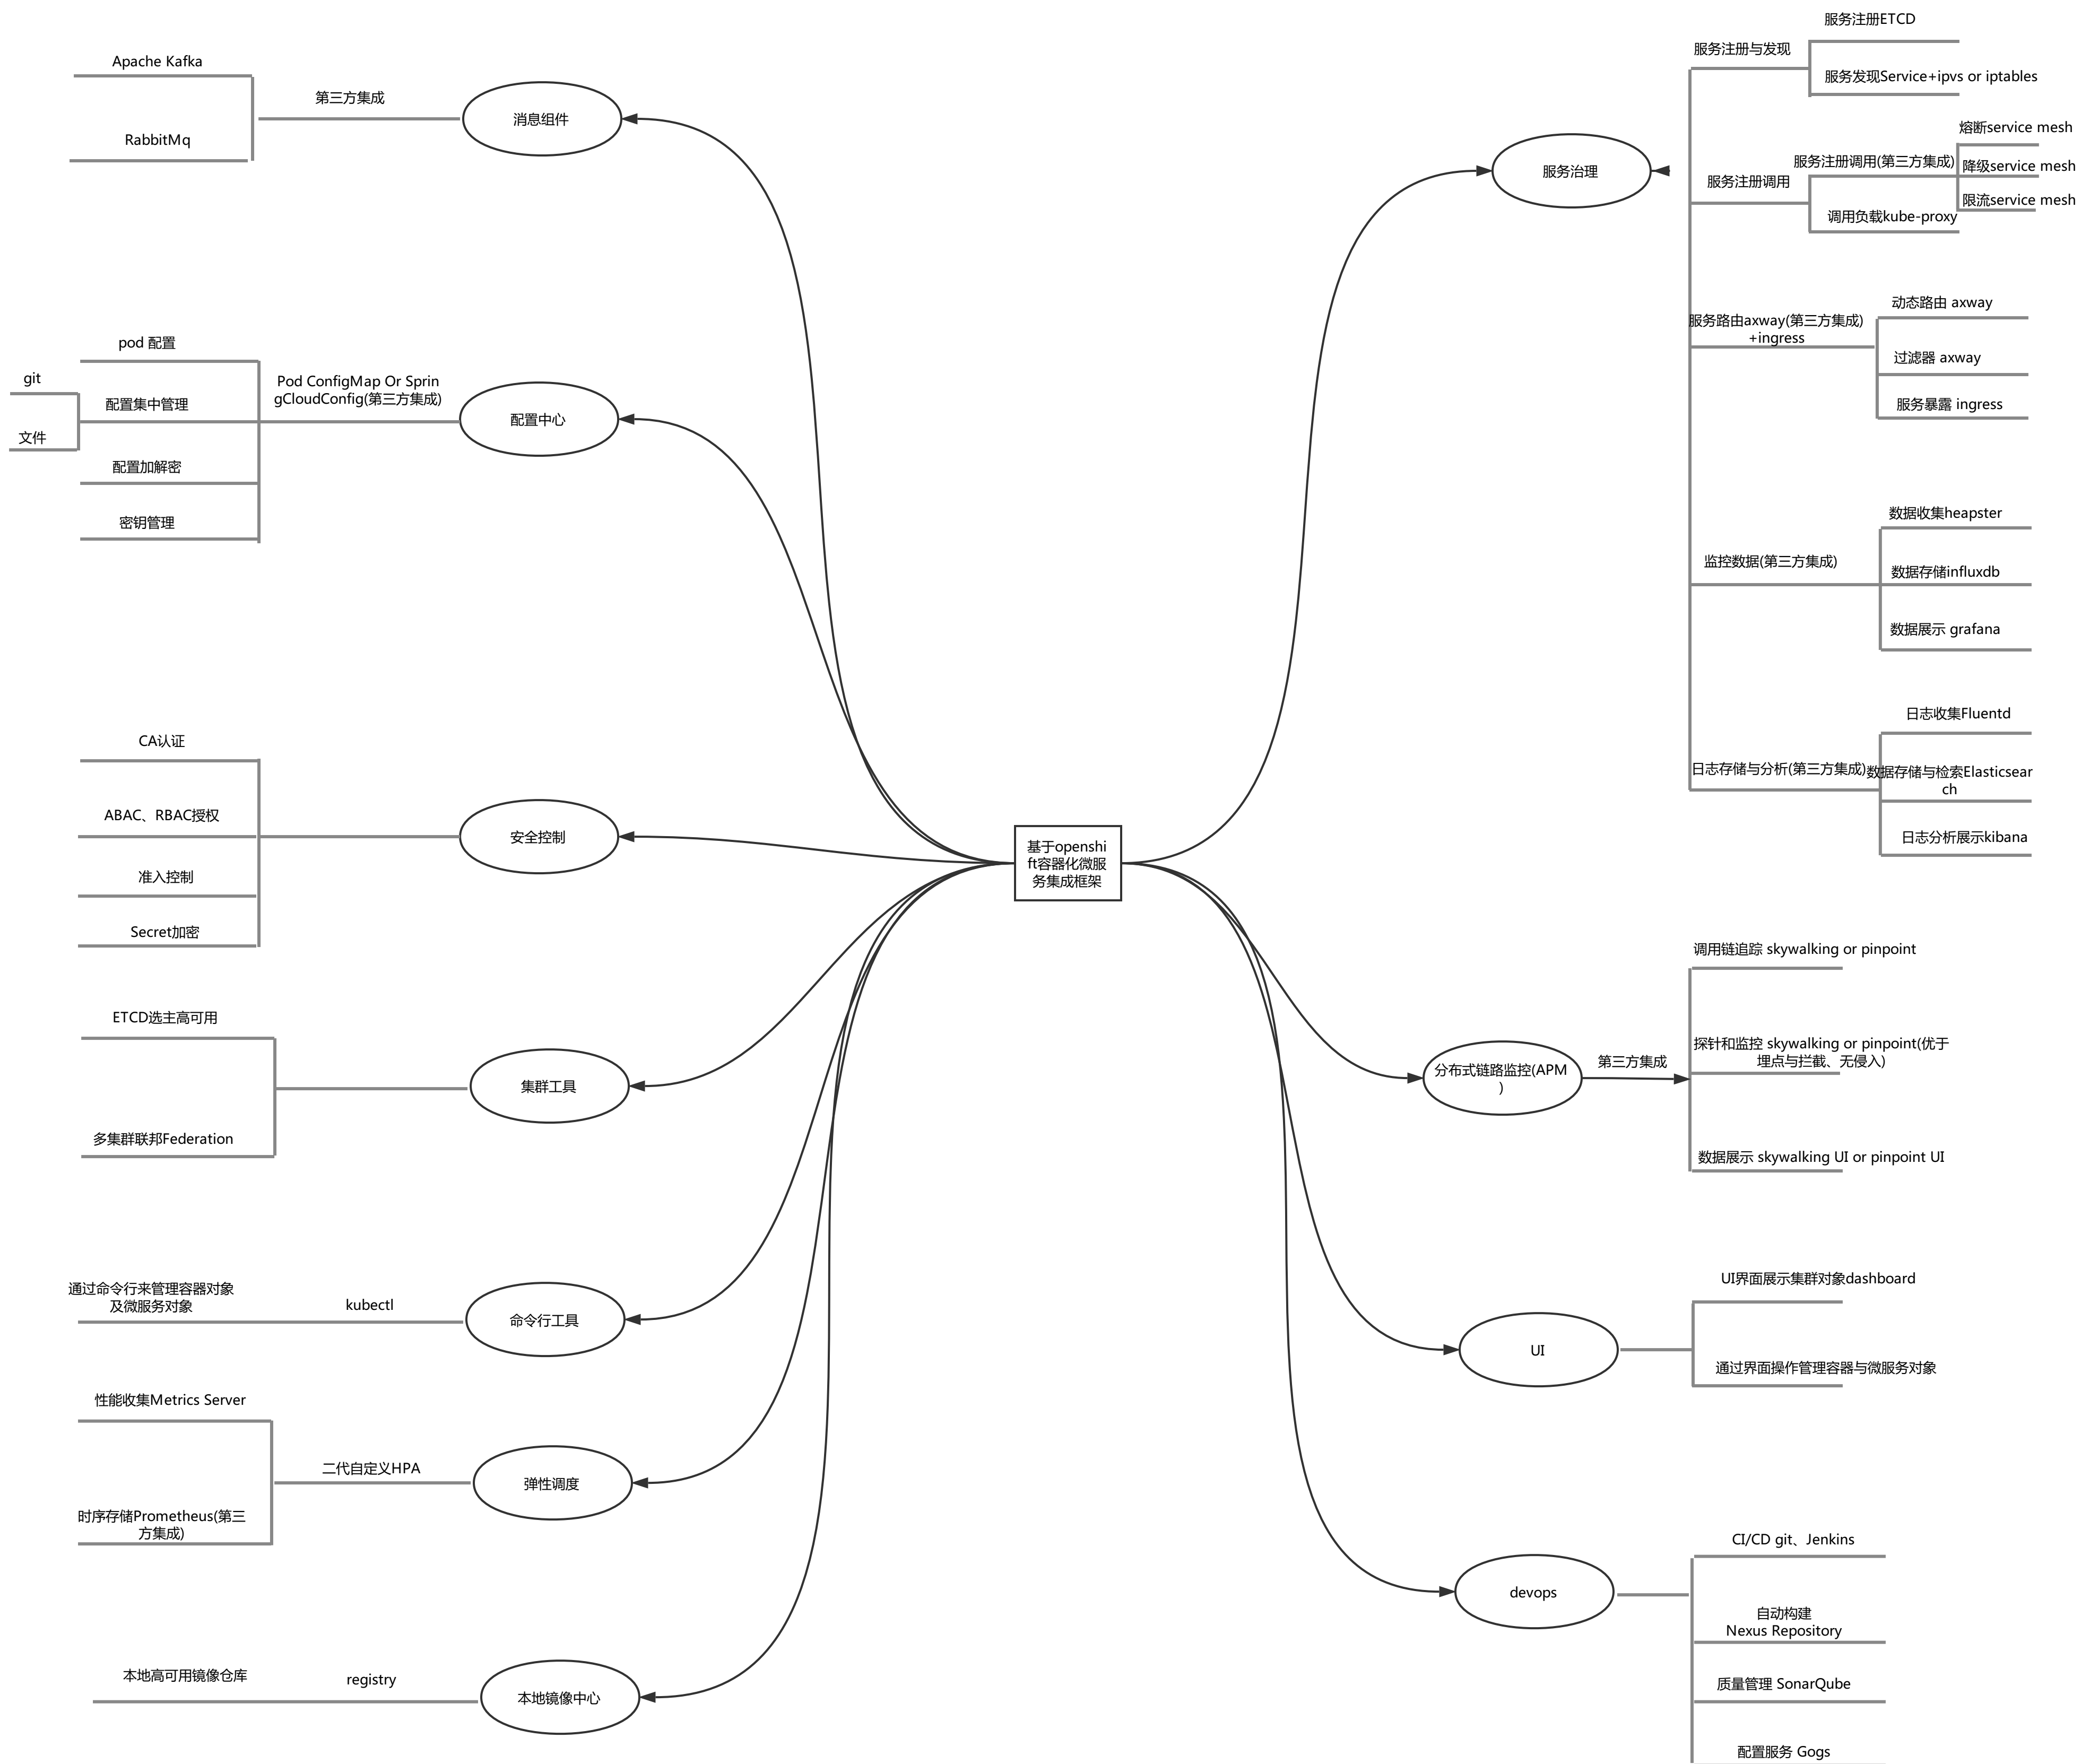 Apache Kafka
第三方集成
RabbitMq
消息组件
pod 配置
git
配置集中管理
文件
配置加解密
密钥管理
Pod ConfigMap Or Sprin
gCloudConfig(第三方集成)
配置中心
CA认证
ABAC、RBAC授权
准入控制
Secret加密
安全控制
ETCD选主高可用
多集群联邦Federation
集群工具
通过命令行来管理容器对象
及微服务对象
kubectl
命令行工具
性能收集Metrics Server
二代自定义HPA
时序存储Prometheus(第三
方集成)
弹性调度
本地高可用镜像仓库
registry
本地镜像中心
基于openshi
ft容器化微服
务集成框架
服务治理
服务注册与发现
服务注册ETCD
服务发现Service+ipvs or iptables
服务注册调用
服务注册调用(第三方集成)
熔断service mesh
降级service mesh
限流service mesh
调用负载kube-proxy
服务路由axway(第三方集成)
+ingress
动态路由 axway
过滤器 axway
服务暴露 ingress
监控数据(第三方集成)
数据收集heapster
数据存储influxdb
数据展示 grafana
日志存储与分析(第三方集成)
日志收集Fluentd
数据存储与检索Elasticsear
ch
日志分析展示kibana
分布式链路监控(APM
)
第三方集成
调用链追踪 skywalking or pinpoint
探针和监控 skywalking or pinpoint(优于
埋点与拦截、无侵入)
数据展示 skywalking UI or pinpoint UI
UI
UI界面展示集群对象dashboard
通过界面操作管理容器与微服务对象
devops
CI/CD git、Jenkins
自动构建
Nexus Repository
质量管理 SonarQube
配置服务 Gogs